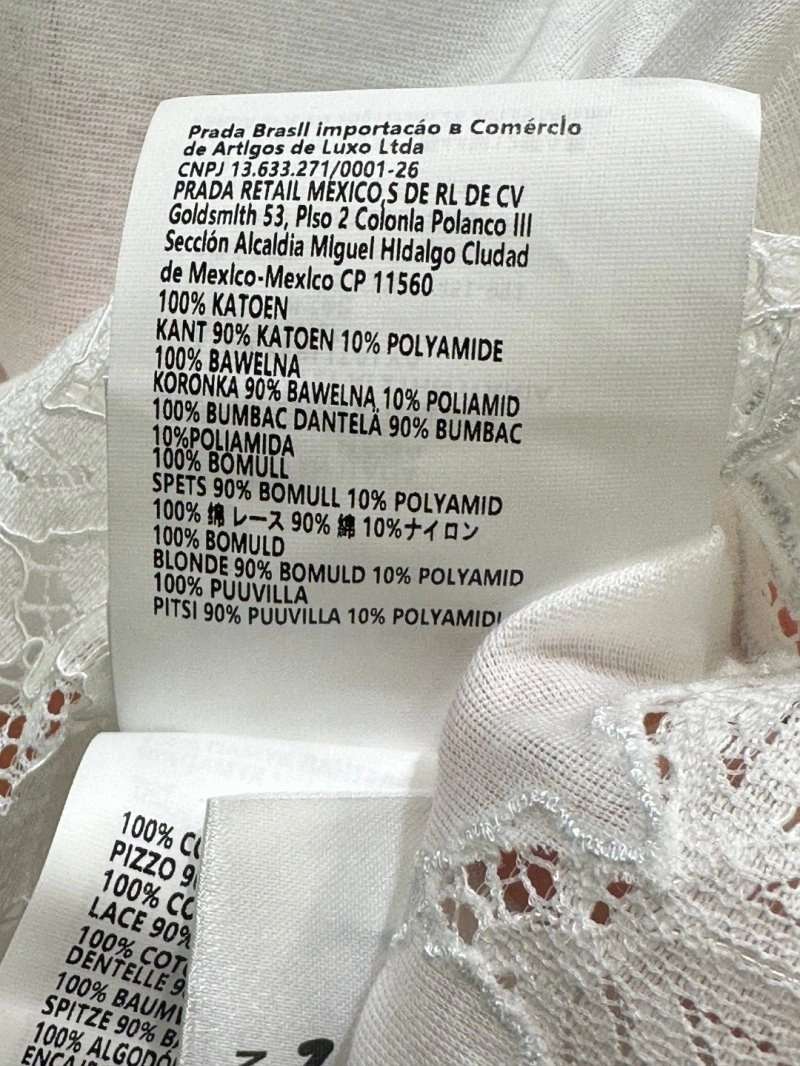 Prada Brasil importacáo в Comércio
de Artigos de Luxo Ltda
CNPJ 13.633.271/0001-26
PRADA RETAIL MEXICO,S DE RL DE CV
Goldsmith 53, Piso 2 Colonia Polanco III
Sección Alcaldia Miguel Hidalgo Ciudad
de Mexico-Mexico CP 11560
100% KATOEN
KANT 90% KATOEN 10% POLYAMIDE
100% BAWELNA
KORONKA 90% BAWELNA, 10% POLIAMID
100% BUMBAC DANTELÄ 90% BUMBAC
10%POLIAMIDA
100% BOMULL
SPETS 90% BOMULL 10% POLYAMID
100% 綿 レース 90% 綿 10%ナイロン
100% BOMULD
BLONDE 90% BOMULD 10% POLYAMID
100% PUUVILLA
PITSI 90% PUUVILLA 10% POLYAMIDI
100% C
PIZZO 9
100% CO
LACE 90%
100% COT
DENTELLE 9
100% BAUM
SPITZE 90% B
100% ALGODÓ
ENCAJE